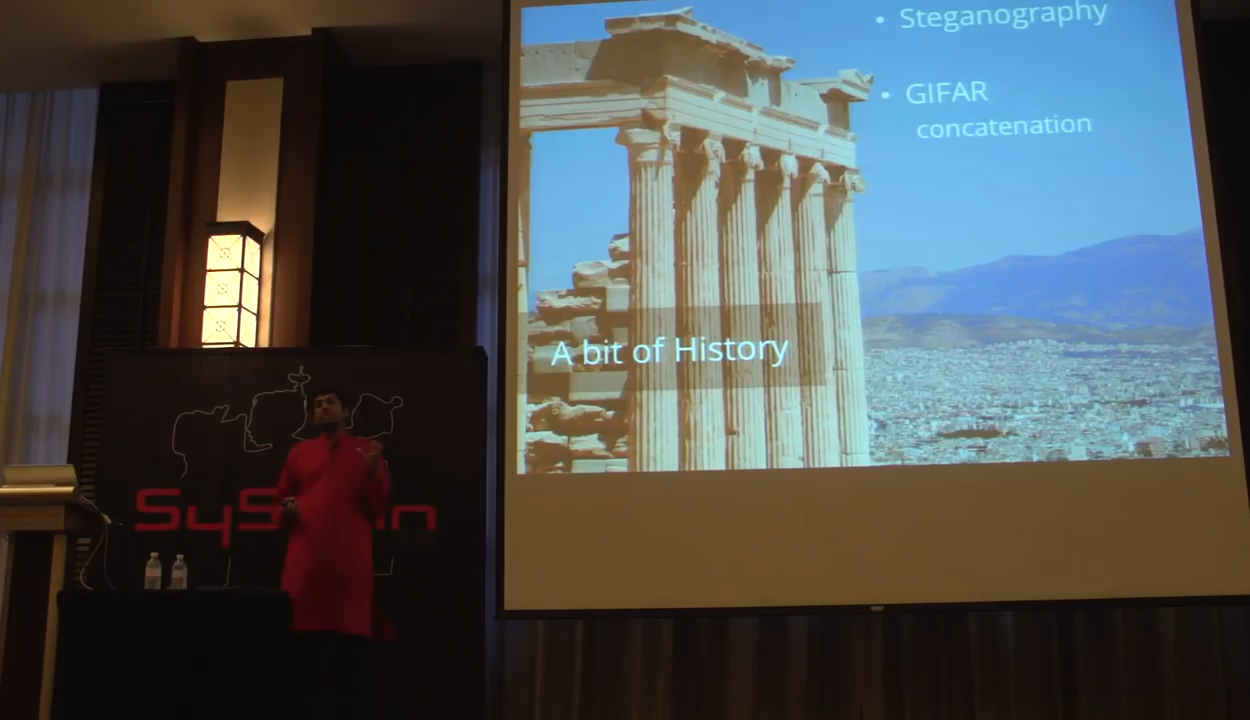 • Steganography
• GIFAR
concatenation
A bit of History